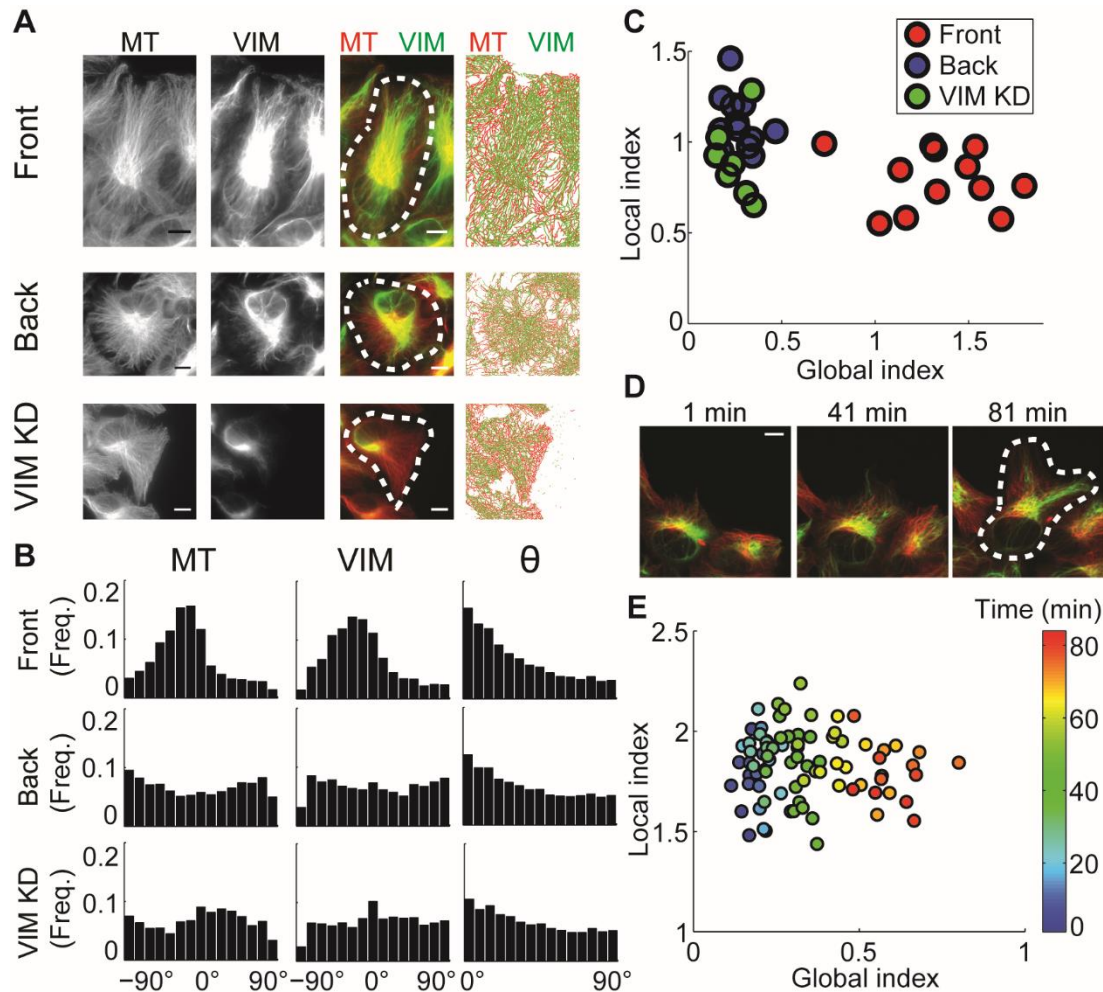 A
MT VIM MT VIM MT VIM
Front
Back
VIM KD
B
MT VIM θ
Front
(Freq.)
0.2
0.1
0
Back
(Freq.)
0.2
0.1
0
VIM KD
(Freq.)
0.2
0.1
0
−90° 0° 90° 0° 90°
C
Front
Back
VIM KD
1.5
1
0.5
0
0 0.5 1 1.5
Local index
Global index
D
1 min 41 min 81 min
E
Time (min)
2.5
2
1.5
1
0 0.5 1
Local index
Global index
80
60
40
20
0